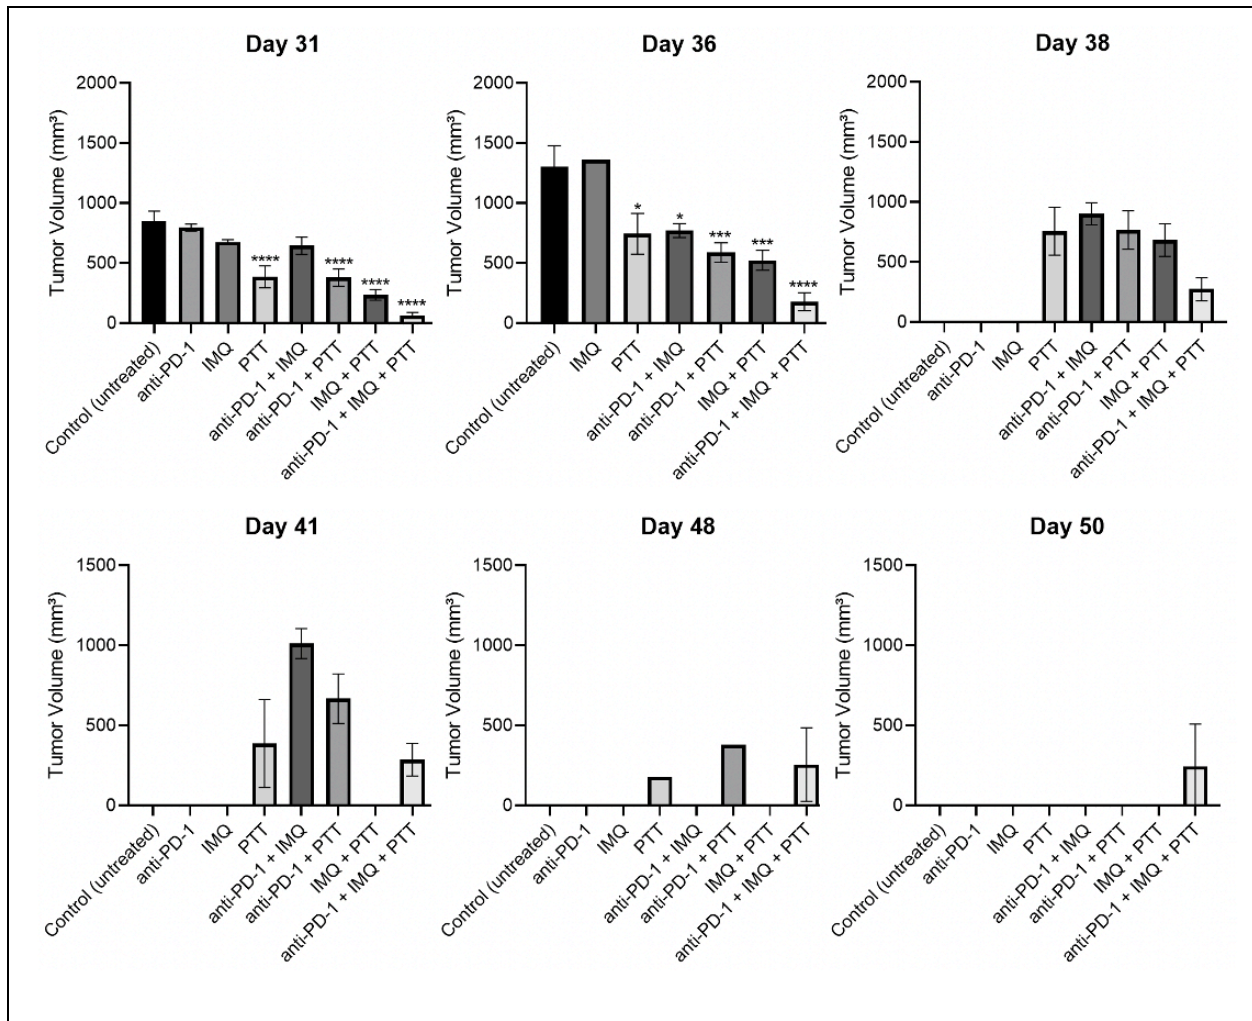 Day 31
Tumor Volume (mm³)
2000
1500
1000
500
0
****
****
****
****
Control (untreated)
anti-PD-1
IMQ
PTT
anti-PD-1 + IMQ
anti-PD-1 + PTT
IMQ + PTT
anti-PD-1 + IMQ + PTT
Day 36
Tumor Volume (mm³)
2000
1500
1000
500
0
*
*
***
***
****
Control (untreated)
IMQ
PTT
anti-PD-1 + IMQ
anti-PD-1 + PTT
IMQ + PTT
anti-PD-1 + IMQ + PTT
Day 38
Tumor Volume (mm³)
2000
1500
1000
500
0
Control (untreated)
anti-PD-1
IMQ
PTT
anti-PD-1 + IMQ
anti-PD-1 + PTT
IMQ + PTT
anti-PD-1 + IMQ + PTT
Day 41
Tumor Volume (mm³)
1500
1000
500
0
Control (untreated)
anti-PD-1
IMQ
PTT
anti-PD-1 + IMQ
anti-PD-1 + PTT
IMQ + PTT
anti-PD-1 + IMQ + PTT
Day 48
Tumor Volume (mm³)
1500
1000
500
0
Control (untreated)
anti-PD-1
IMQ
PTT
anti-PD-1 + IMQ
anti-PD-1 + PTT
IMQ + PTT
anti-PD-1 + IMQ + PTT
Day 50
Tumor Volume (mm³)
1500
1000
500
0
Control (untreated)
anti-PD-1
IMQ
PTT
anti-PD-1 + IMQ
anti-PD-1 + PTT
IMQ + PTT
anti-PD-1 + IMQ + PTT